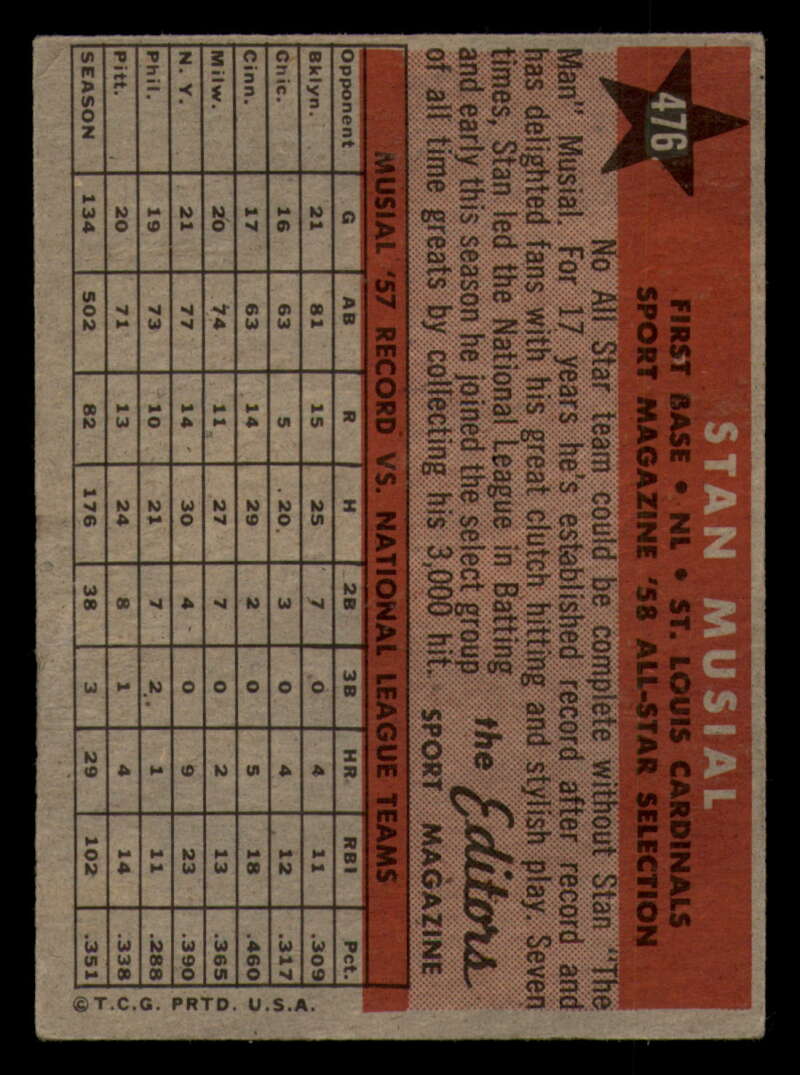 476
STAN MUSIAL
FIRST BASE • NL • ST. LOUIS CARDINALS
SPORT MAGAZINE '58 ALL-STAR SELECTION
No All Star team could be complete without Stan "The
Man" Musial. For 17 years he's established record after record and
has delighted fans with his great clutch hitting and stylish play. Seven
times, Stan led the National League in Batting
and early this season he joined the select group
of all time greats by collecting his 3,000 hit.
the Editors
SPORT MAGAZINE
MUSIAL '57 RECORD VS. NATIONAL LEAGUE TEAMS
Opponent G AB R H 2B 3B HR RBI Pct.
Bklyn. 21 81 15 25 7 0 4 11 .309
Chic. 16 63 5 20 3 0 4 12 .317
Cinn. 17 63 14 29 2 0 5 18 .460
Milw. 20 74 11 27 7 0 2 13 .365
N. Y. 21 77 14 30 4 0 9 23 .390
Phil. 19 73 10 21 7 2 1 11 .288
Pitt. 20 71 13 24 8 1 4 14 .338
SEASON 134 502 82 176 38 3 29 102 .351
© T.C.G. PRTD. U.S.A.